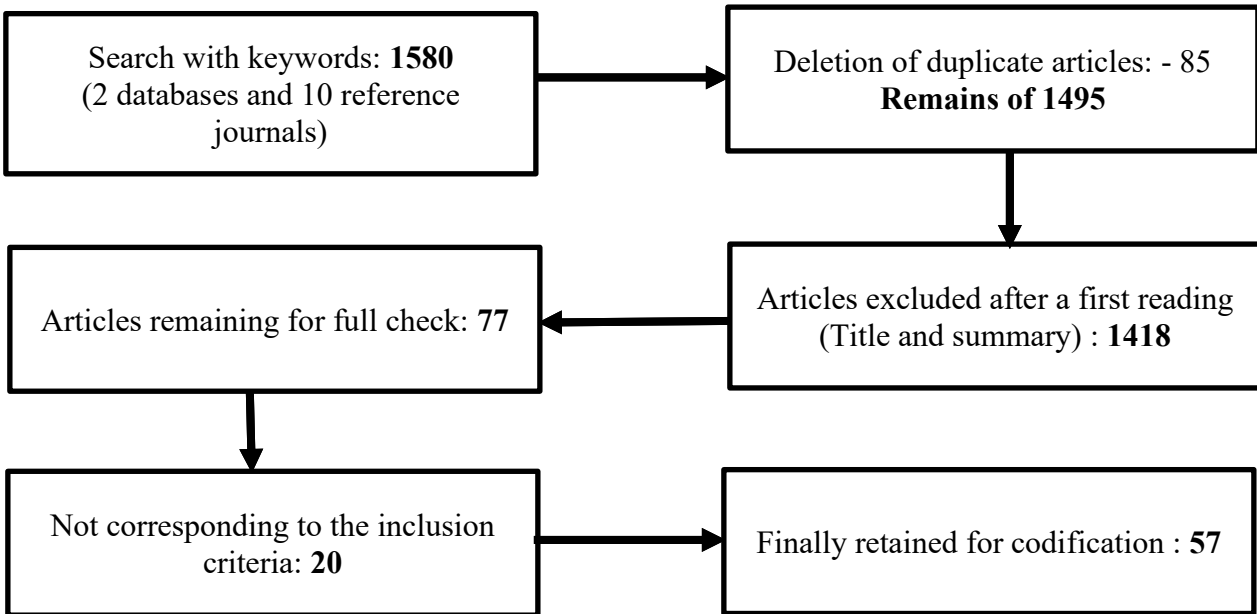 Search with keywords: 1580
(2 databases and 10 reference
journals)
Deletion of duplicate articles: - 85
Remains of 1495
Articles excluded after a first reading
(Title and summary) : 1418
Articles remaining for full check: 77
Not corresponding to the inclusion
criteria: 20
Finally retained for codification : 57